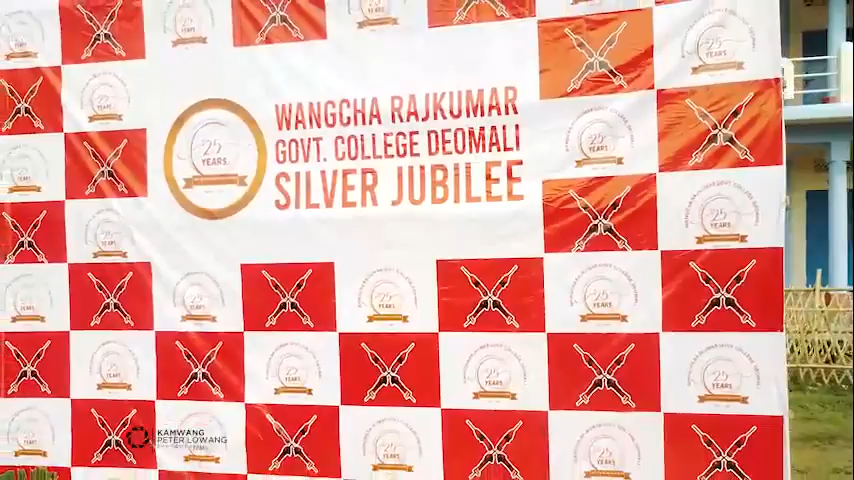 WANGCHA RAJKUMAR
GOVT. COLLEGE DEOMALI
SILVER JUBILEE
25
YEARS
KAMWANG
PETER LOWANG